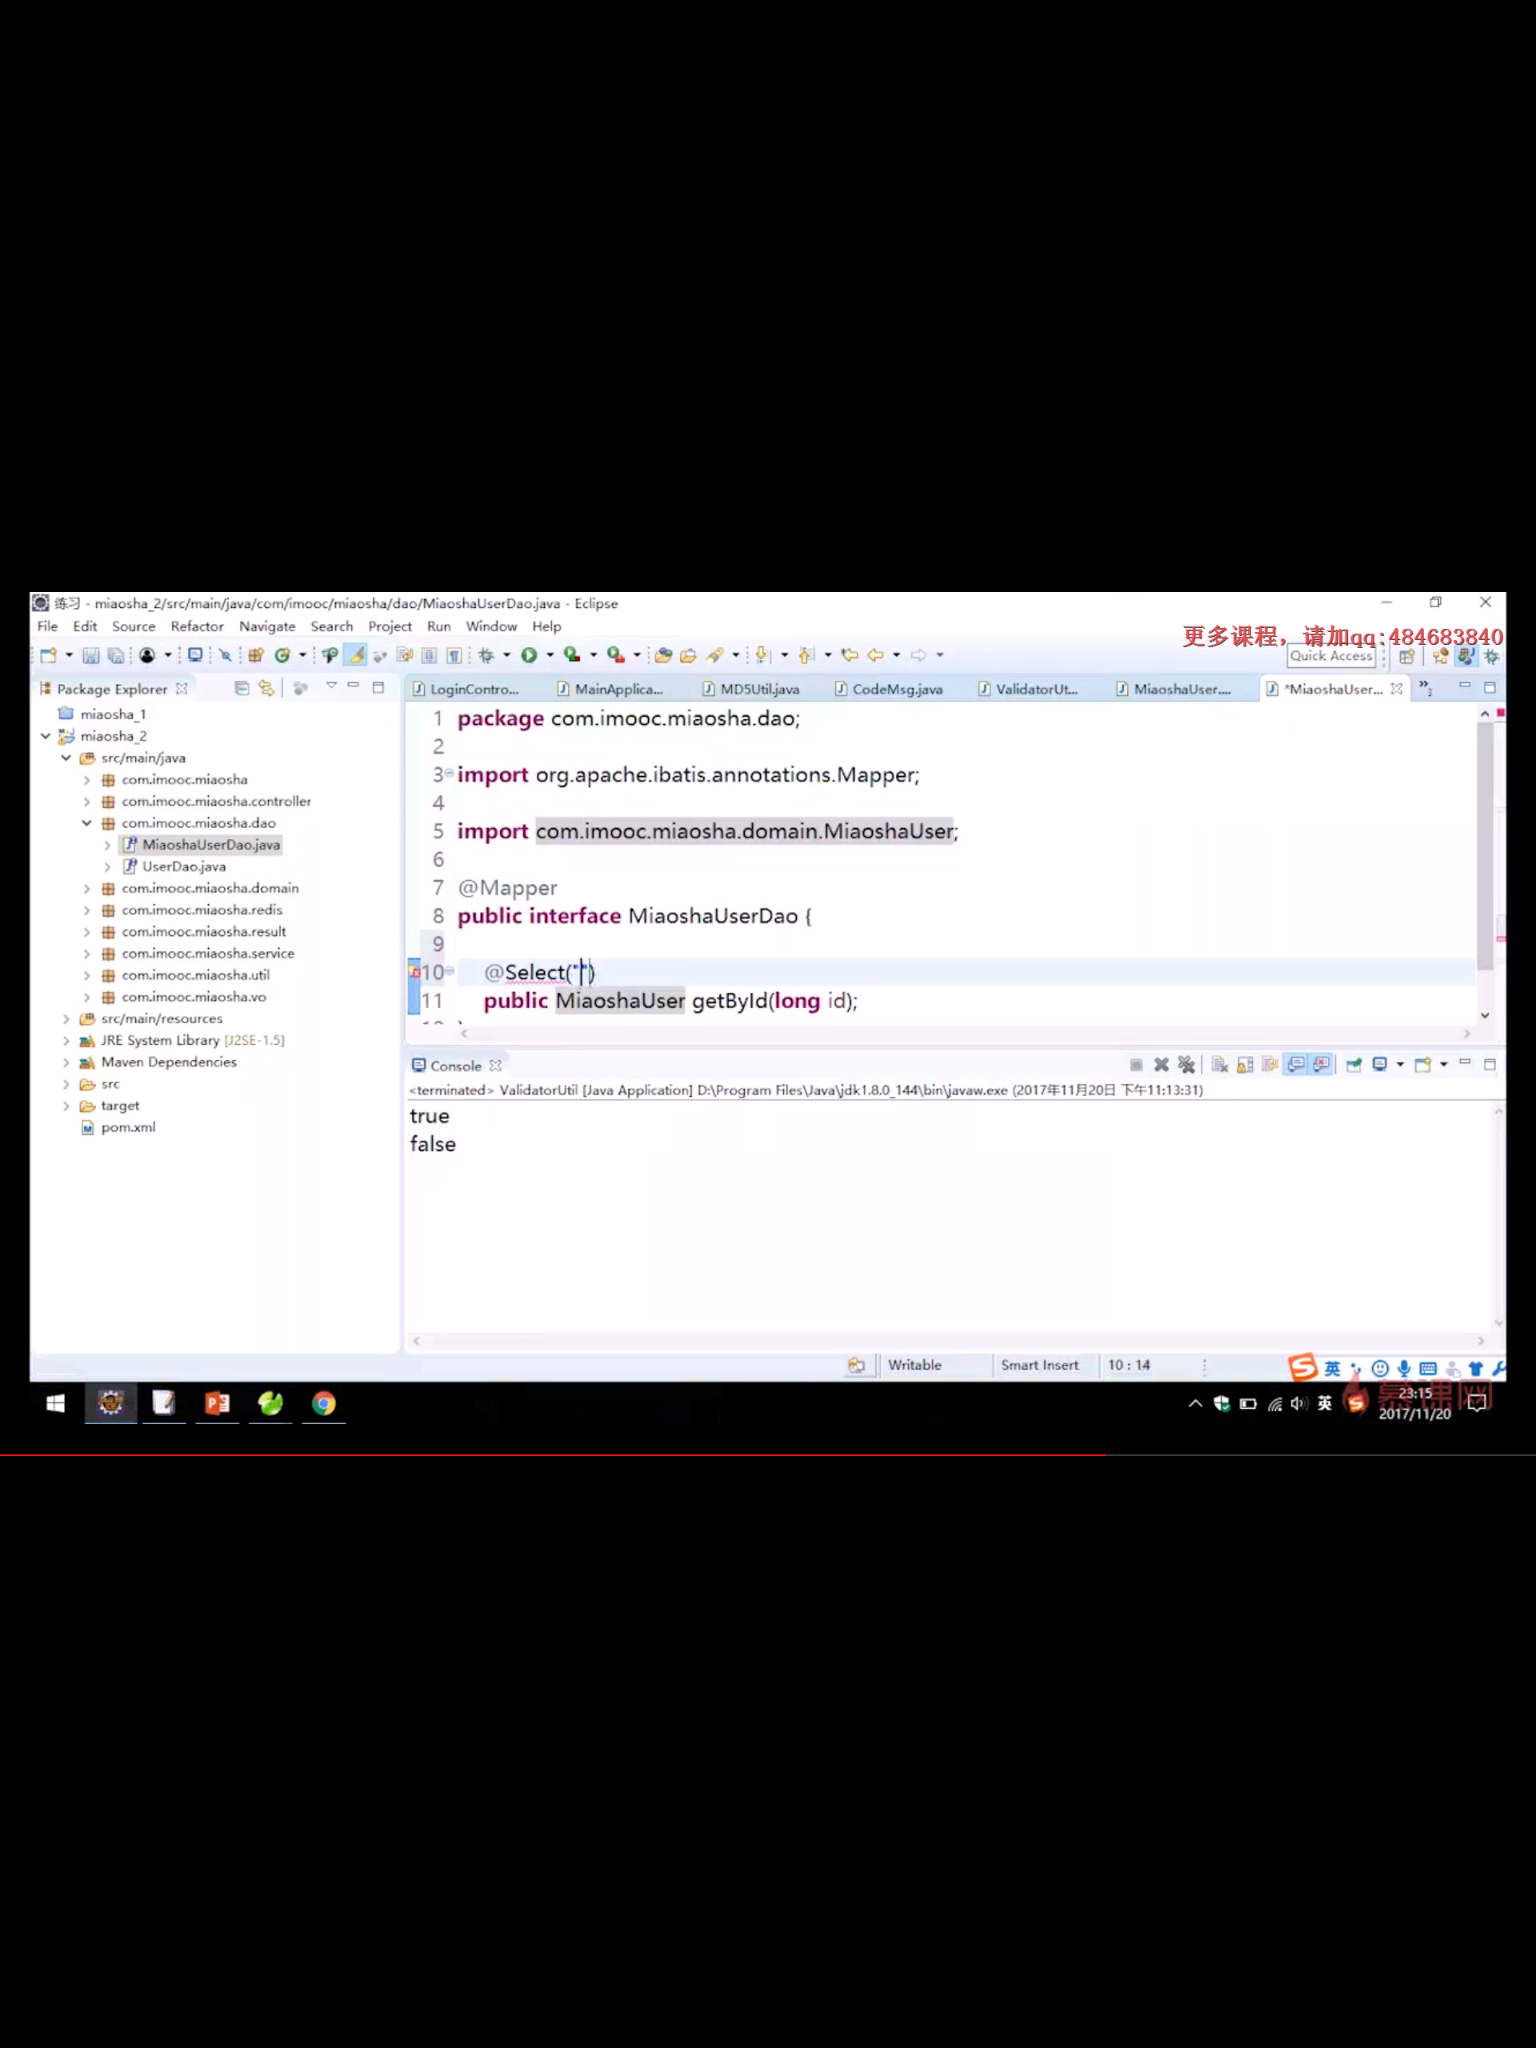 练习 - miaosha_2/src/main/java/com/imooc/miaosha/dao/MiaoshaUserDao.java - Eclipse
File Edit Source Refactor Navigate Search Project Run Window Help
更多课程，请加qq:484683840
Quick Access
Package Explorer
miaosha_1
miaosha_2
src/main/java
com.imooc.miaosha
com.imooc.miaosha.controller
com.imooc.miaosha.dao
MiaoshaUserDao.java
UserDao.java
com.imooc.miaosha.domain
com.imooc.miaosha.redis
com.imooc.miaosha.result
com.imooc.miaosha.service
com.imooc.miaosha.util
com.imooc.miaosha.vo
src/main/resources
JRE System Library [J2SE-1.5]
Maven Dependencies
src
target
pom.xml
LoginContro... MainApplica... MD5Util.java CodeMsg.java ValidatorUt... MiaoshaUser.... *MiaoshaUser... »3
1 package com.imooc.miaosha.dao;
2
3 import org.apache.ibatis.annotations.Mapper;
4
5 import com.imooc.miaosha.domain.MiaoshaUser;
6
7 @Mapper
8 public interface MiaoshaUserDao {
9
10 @Select("")
11 public MiaoshaUser getById(long id);
Console
<terminated> ValidatorUtil [Java Application] D:\Program Files\Java\jdk1.8.0_144\bin\javaw.exe (2017年11月20日 下午11:13:31)
true
false
Writable Smart Insert 10 : 14
英
英
慕课网
23:15
2017/11/20